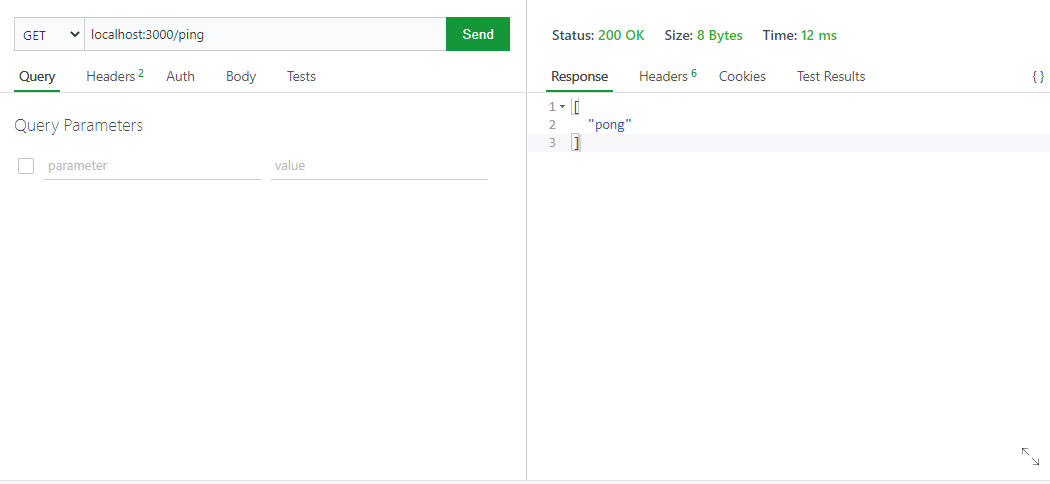 GET localhost:3000/ping Send
Query Headers 2 Auth Body Tests
Query Parameters
parameter value
Status: 200 OK Size: 8 Bytes Time: 12 ms
Response Headers 6 Cookies Test Results {}
1 [
2 "pong"
3 ]